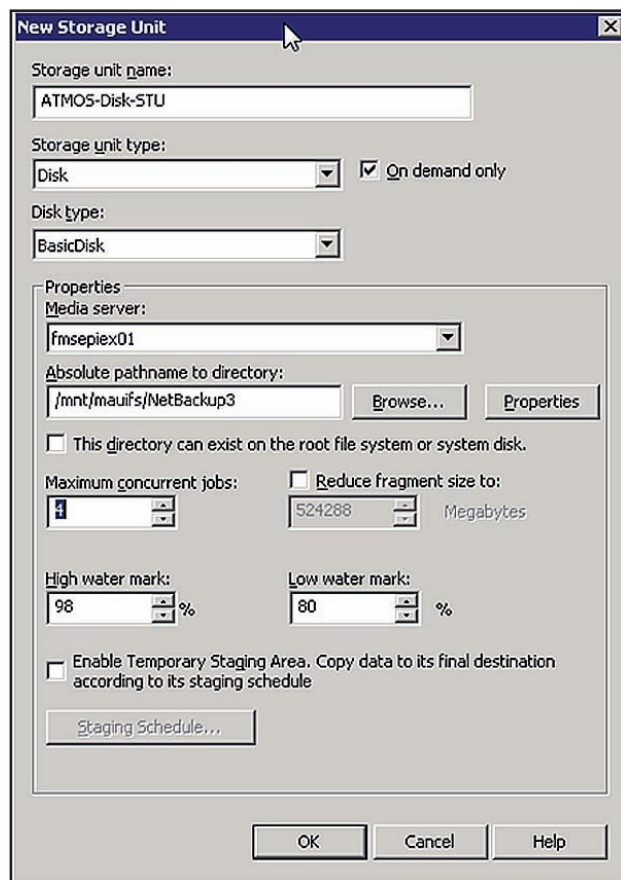 New Storage Unit
Storage unit name:
ATMOS-Disk-STU
Storage unit type:
Disk
On demand only
Disk type:
BasicDisk
Properties
Media server:
fmsepiex01
Absolute pathname to directory:
/mnt/mauifs/NetBackup3
Browse...
Properties
This directory can exist on the root file system or system disk.
Maximum concurrent jobs:
Reduce fragment size to:
4
524288
Megabytes
High water mark:
Low water mark:
98
%
80
%
Enable Temporary Staging Area. Copy data to its final destination
according to its staging schedule
Staging Schedule...
OK
Cancel
Help